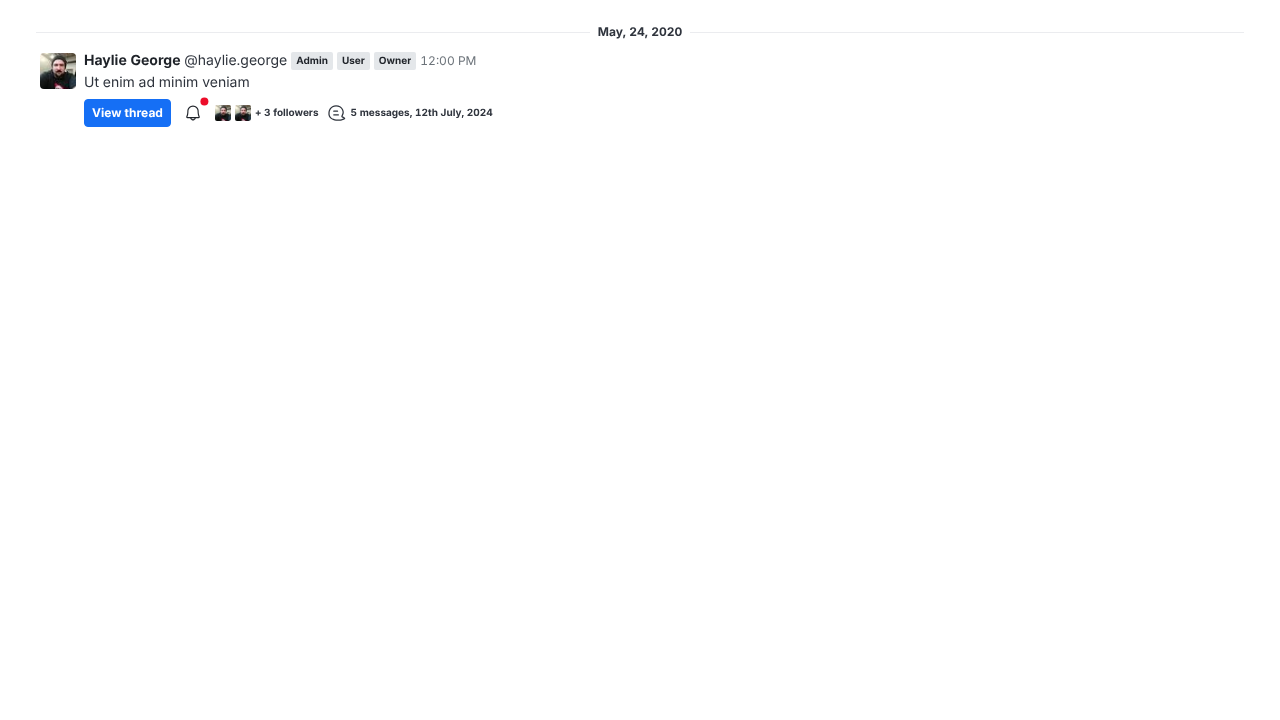 May, 24, 2020
Haylie George @haylie.george Admin User Owner 12:00 PM
Ut enim ad minim veniam
View thread + 3 followers 5 messages, 12th July, 2024